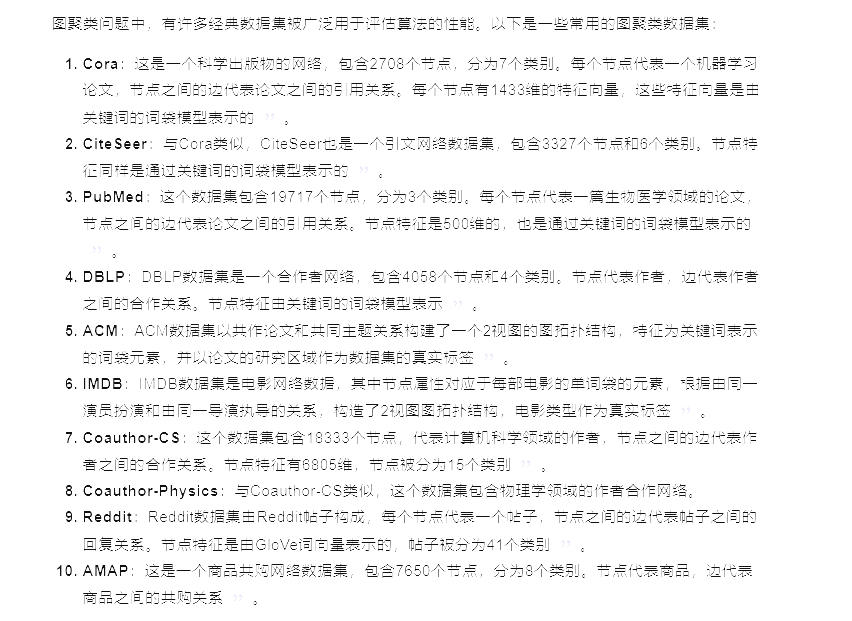 图聚类问题中，有许多经典数据集被广泛用于评估算法的性能。以下是一些常用的图聚类数据集：
1. Cora：这是一个科学出版物的网络，包含2708个节点，分为7个类别。每个节点代表一个机器学习
论文，节点之间的边代表论文之间的引用关系。每个节点有1433维的特征向量，这些特征向量是由
关键词的词袋模型表示的 ” 。
2. CiteSeer：与Cora类似，CiteSeer也是一个引文网络数据集，包含3327个节点和6个类别。节点特
征同样是通过关键词的词袋模型表示的 ” 。
3. PubMed：这个数据集包含19717个节点，分为3个类别。每个节点代表一篇生物医学领域的论文，
节点之间的边代表论文之间的引用关系。节点特征是500维的，也是通过关键词的词袋模型表示的
” 。
4. DBLP：DBLP数据集是一个合作者网络，包含4058个节点和4个类别。节点代表作者，边代表作者
之间的合作关系。节点特征由关键词的词袋模型表示 ” 。
5. ACM：ACM数据集以共作论文和共同主题关系构建了一个2视图的图拓扑结构，特征为关键词表示
的词袋元素，并以论文的研究区域作为数据集的真实标签 ” 。
6. IMDB：IMDB数据集是电影网络数据，其中节点属性对应于每部电影的单词袋的元素，根据由同一
演员扮演和由同一导演执导的关系，构造了2视图图拓扑结构，电影类型作为真实标签 ” 。
7. Coauthor-CS：这个数据集包含18333个节点，代表计算机科学领域的作者，节点之间的边代表作
者之间的合作关系。节点特征有6805维，节点被分为15个类别 ” 。
8. Coauthor-Physics：与Coauthor-CS类似，这个数据集包含物理学领域的作者合作网络。
9. Reddit：Reddit数据集由Reddit帖子构成，每个节点代表一个帖子，节点之间的边代表帖子之间的
回复关系。节点特征是由GloVe词向量表示的，帖子被分为41个类别 ” 。
10. AMAP：这是一个商品共购网络数据集，包含7650个节点，分为8个类别。节点代表商品，边代表
商品之间的共购关系 ” 。